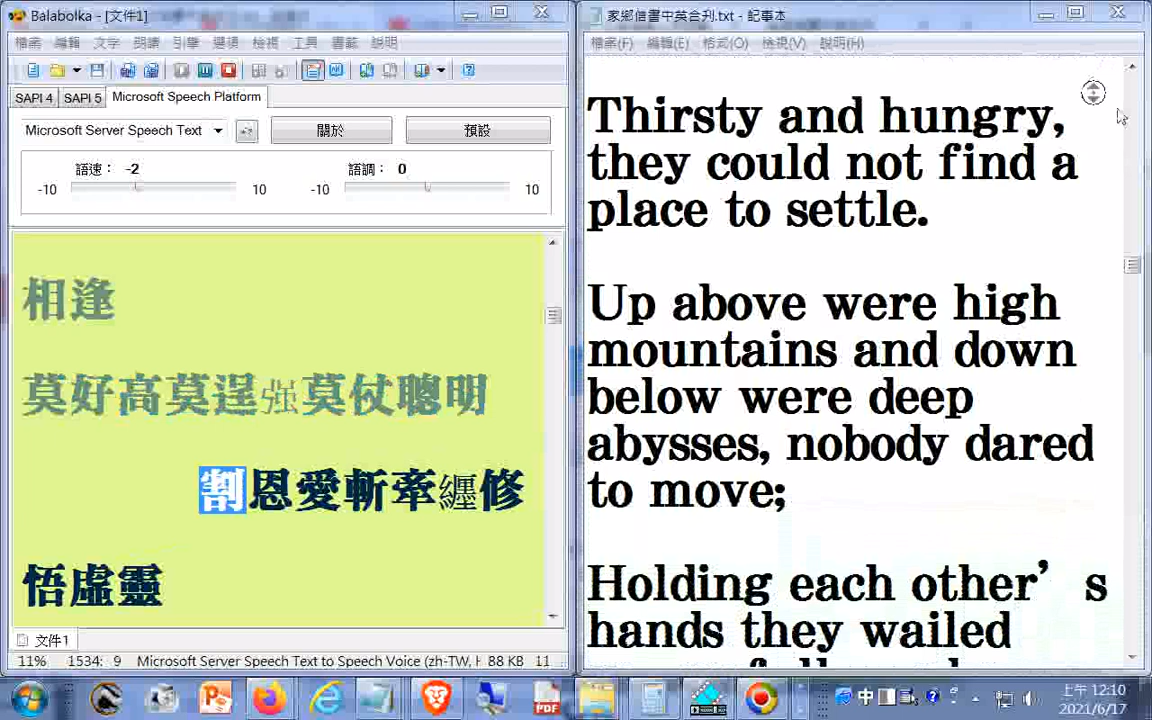 Balabolka - [文件1]
檔案 編輯 文字 朗讀 引擎 選項 檢視 工具 書籤 說明
SAPI 4 SAPI 5 Microsoft Speech Platform
Microsoft Server Speech Text
關於
預設
語速： -2
語調： 0
-10 10
-10 10
相逢
莫好高莫逞强莫仗聰明
割恩愛斬牽纏修
悟虛靈
文件1
11% 1534: 9 Microsoft Server Speech Text to Speech Voice (zh-TW, H 88 KB 11
家鄉信書中英合刋.txt - 記事本
檔案(F) 編輯(E) 格式(O) 檢視(V) 說明(H)
Thirsty and hungry,
they could not find a
place to settle.
Up above were high
mountains and down
below were deep
abysses, nobody dared
to move;
Holding each other’s
hands they wailed
中
上午 12:10
2021/6/17